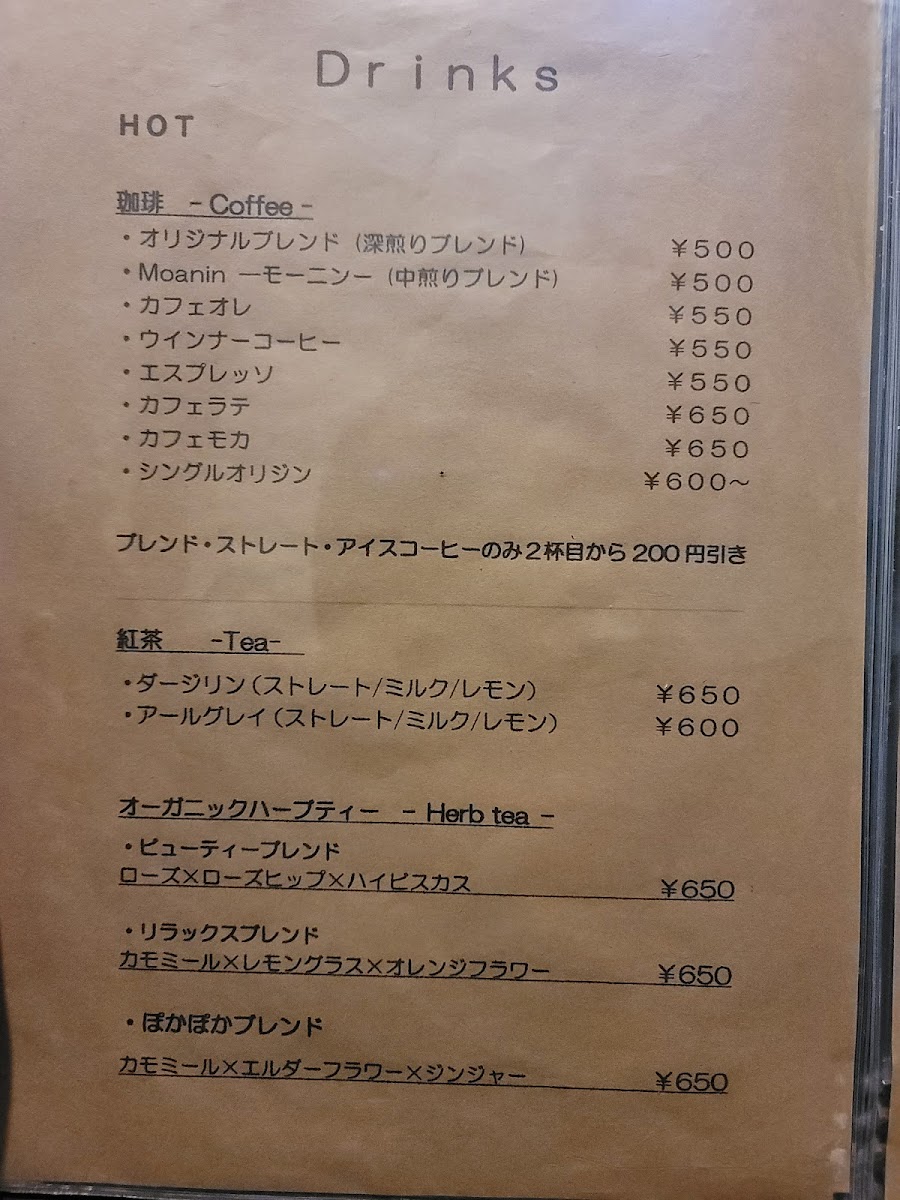 Drinks
HOT
珈琲 - Coffee -
・オリジナルブレンド (深煎りブレンド) ￥500
・Moanin ーモーニンー (中煎りブレンド) ￥500
・カフェオレ ￥550
・ウインナーコーヒー ￥550
・エスプレッソ ￥550
・カフェラテ ￥650
・カフェモカ ￥650
・シングルオリジン ￥600～
ブレンド・ストレート・アイスコーヒーのみ２杯目から 200 円引き
紅茶 -Tea-
・ダージリン（ストレート/ミルク/レモン） ￥650
・アールグレイ（ストレート/ミルク/レモン） ￥600
オーガニックハーブティー - Herb tea -
・ビューティーブレンド
ローズ×ローズヒップ×ハイビスカス ￥650
・リラックスブレンド
カモミール×レモングラス×オレンジフラワー ￥650
・ぽかぽかブレンド
カモミール×エルダーフラワー×ジンジャー ￥650